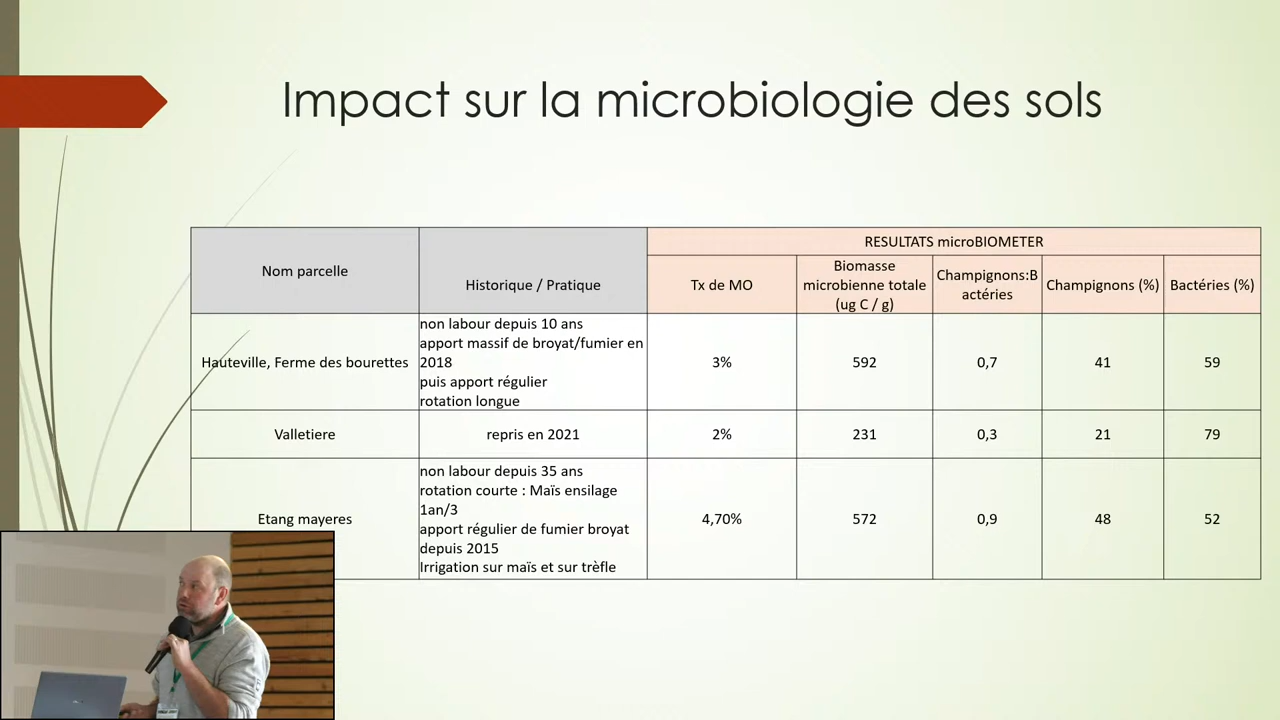 Impact sur la microbiologie des sols
Nom parcelle
Historique / Pratique
RESULTATS microBIOMETER
Tx de MO
Biomasse
microbienne totale
(ug C / g)
Champignons:B
actéries
Champignons (%)
Bactéries (%)
Hauteville, Ferme des bourettes
non labour depuis 10 ans
apport massif de broyat/fumier en
2018
puis apport régulier
rotation longue
3%
592
0,7
41
59
Valletiere
repris en 2021
2%
231
0,3
21
79
Etang mayeres
non labour depuis 35 ans
rotation courte : Maïs ensilage
1an/3
apport régulier de fumier broyat
depuis 2015
Irrigation sur maïs et sur trèfle
4,70%
572
0,9
48
52